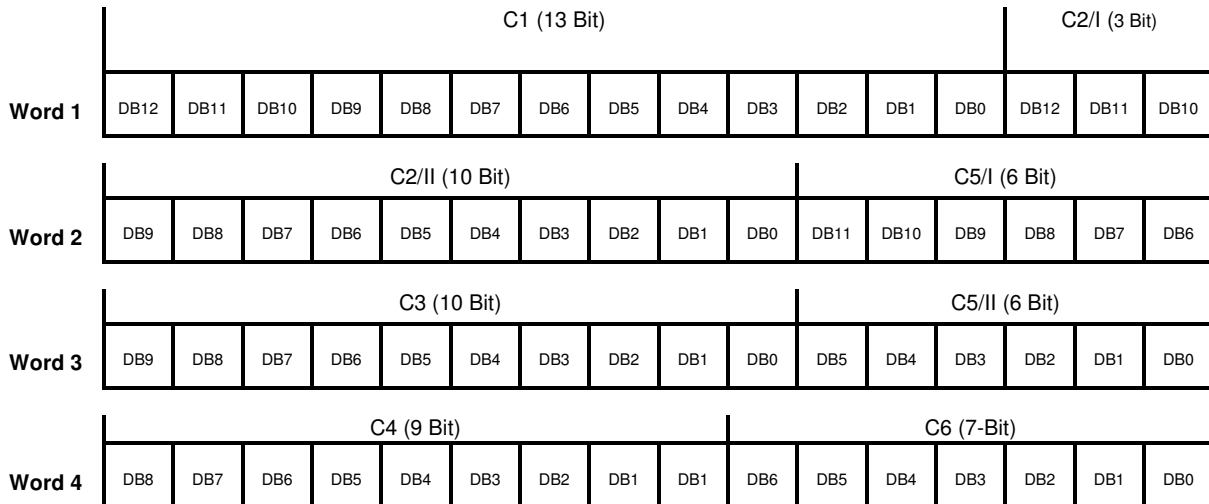 C1 (13 Bit) C2/I (3 Bit)
Word 1 DB12 DB11 DB10 DB9 DB8 DB7 DB6 DB5 DB4 DB3 DB2 DB1 DB0 DB12 DB11 DB10
C2/II (10 Bit) C5/I (6 Bit)
Word 2 DB9 DB8 DB7 DB6 DB5 DB4 DB3 DB2 DB1 DB0 DB11 DB10 DB9 DB8 DB7 DB6
C3 (10 Bit) C5/II (6 Bit)
Word 3 DB9 DB8 DB7 DB6 DB5 DB4 DB3 DB2 DB1 DB0 DB5 DB4 DB3 DB2 DB1 DB0
C4 (9 Bit) C6 (7-Bit)
Word 4 DB8 DB7 DB6 DB5 DB4 DB3 DB2 DB1 DB1 DB6 DB5 DB4 DB3 DB2 DB1 DB0